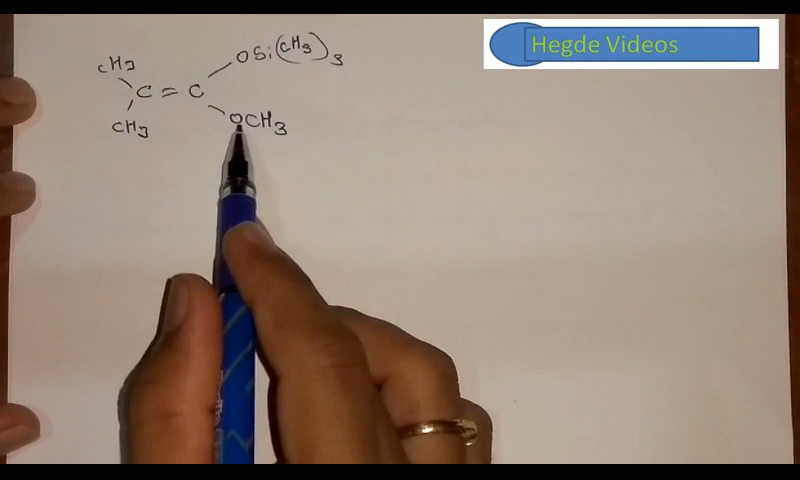 Hegde Videos
CH3 OSi(CH3)3
C = C
CH3 OCH3